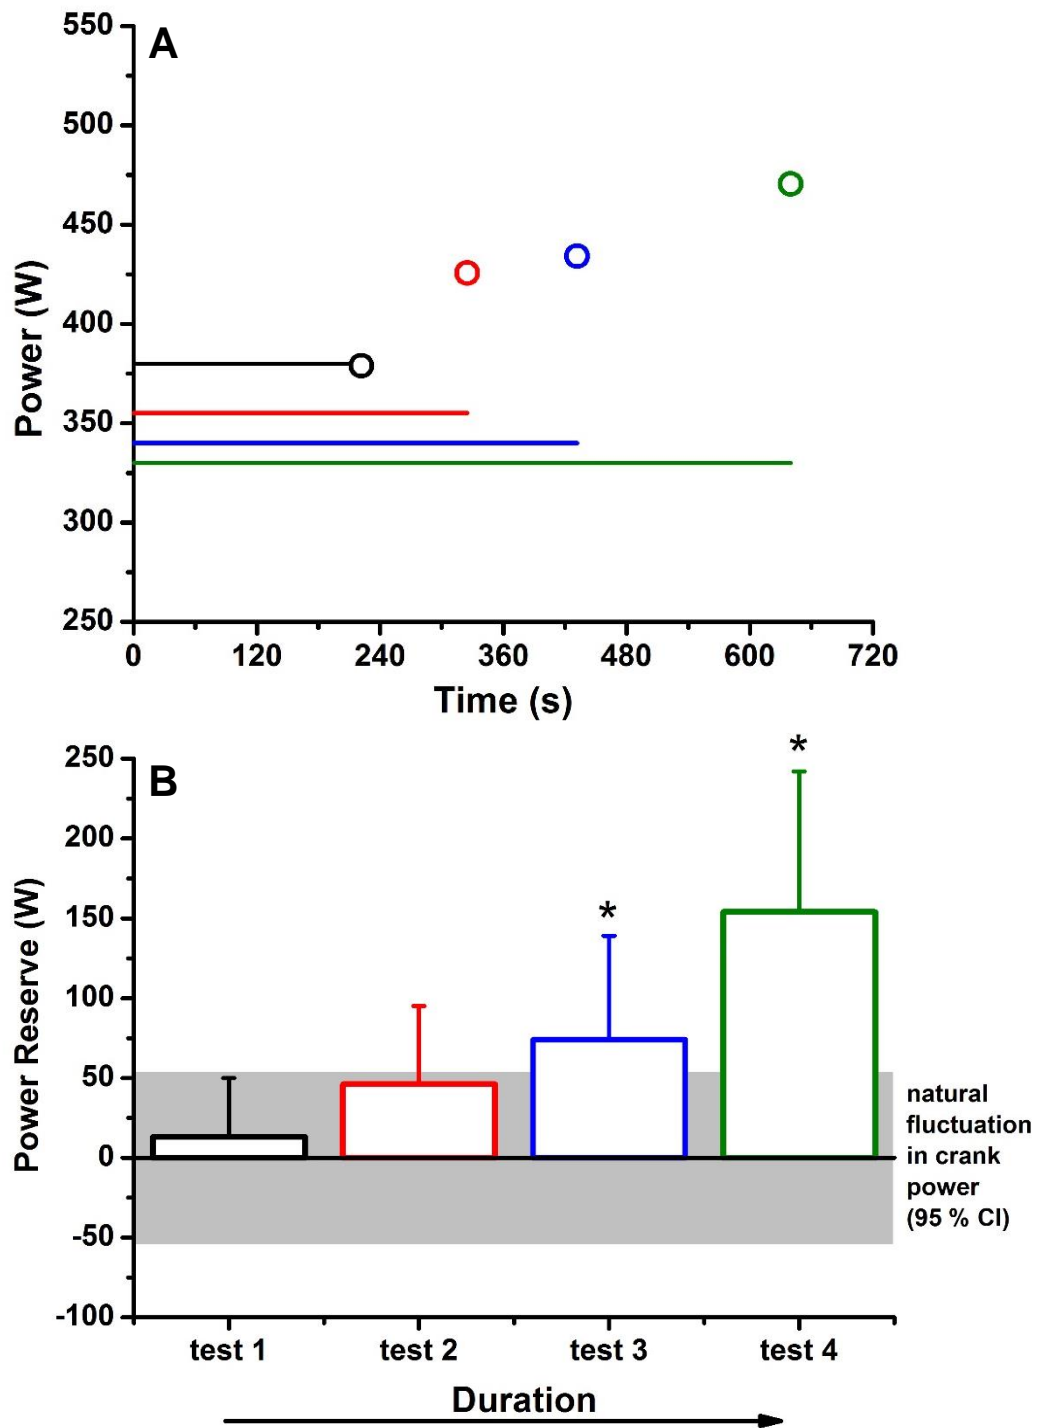 A
550
500
450
400
350
300
250
Power (W)
0 120 240 360 480 600 720
Time (s)
B
250
200
150
100
50
0
-50
-100
Power Reserve (W)
*
*
natural
fluctuation
in crank
power
(95 % CI)
test 1 test 2 test 3 test 4
Duration